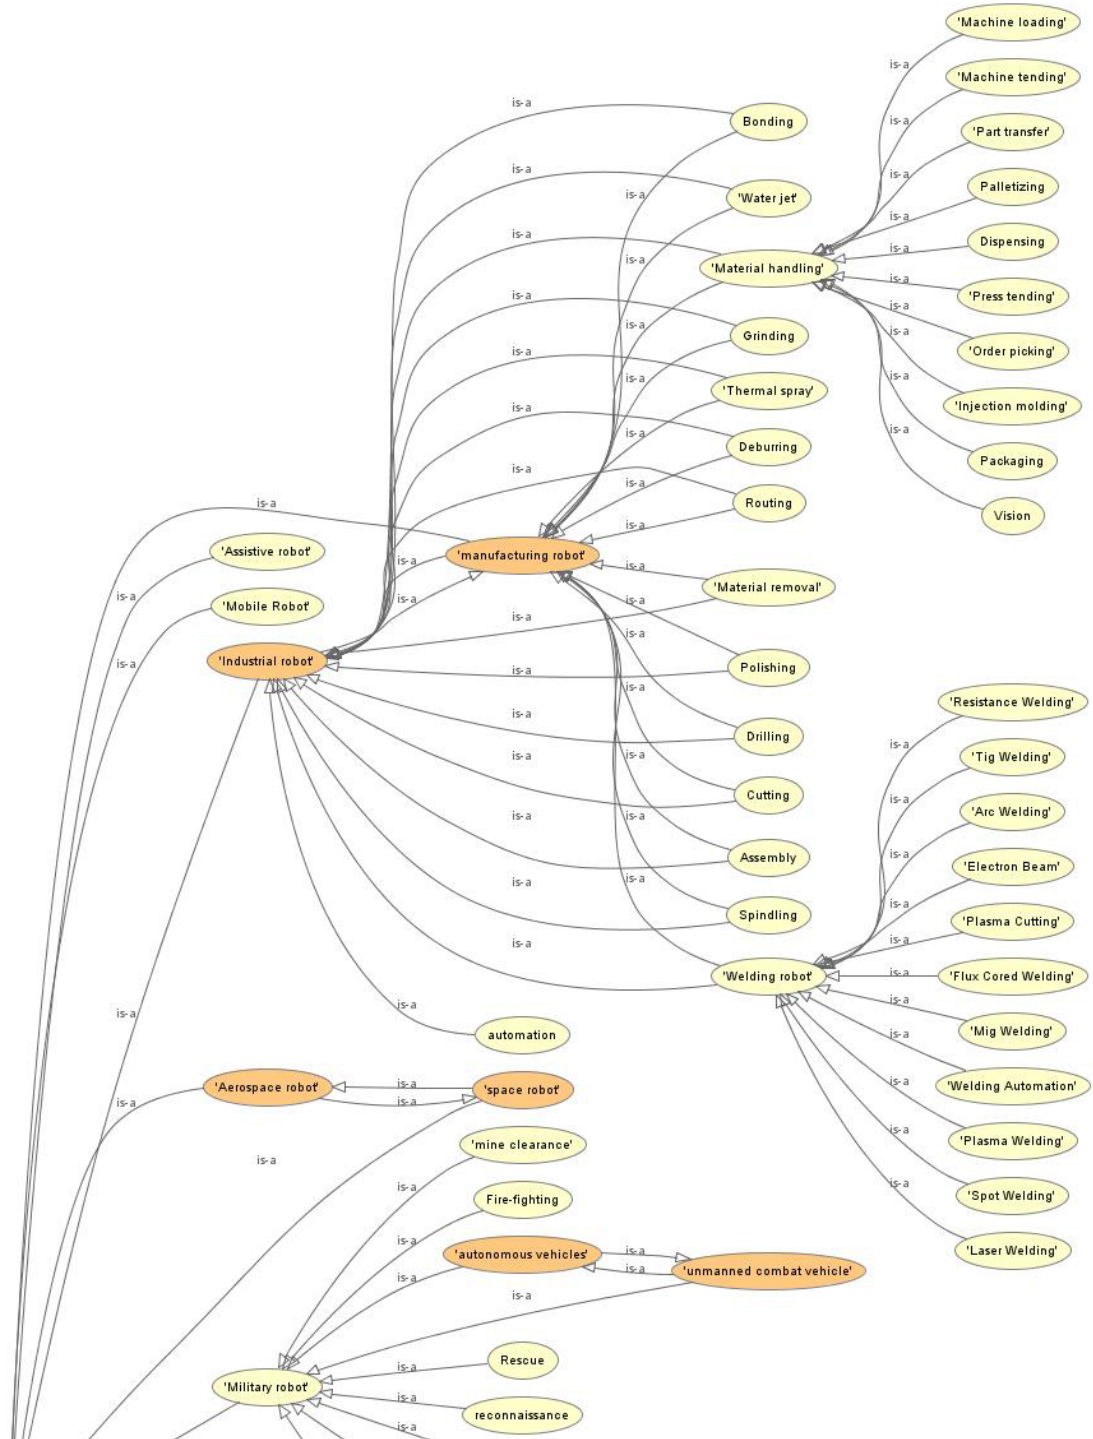 'Machine loading'
is-a
'Machine tending'
is-a
Bonding
is-a
'Part transfer'
is-a
'Water jet'
is-a
is-a
Palletizing
is-a
'Material handling'
is-a
is-a
Dispensing
is-a
Grinding
is-a
is-a
'Press tending'
is-a
'Thermal spray'
is-a
is-a
'Order picking'
is-a
Deburring
is-a
is-a
'Injection molding'
is-a
Routing
is-a
is-a
Packaging
is-a
Vision
is-a
is-a
'manufacturing robot'
is-a
'Assistive robot'
is-a
'Mobile Robot'
is-a
is-a
is-a
'Material removal'
is-a
'Industrial robot'
is-a
Polishing
is-a
is-a
Drilling
is-a
is-a
Cutting
is-a
is-a
Assembly
is-a
is-a
Spindling
is-a
is-a
'Welding robot'
is-a
is-a
'Resistance Welding'
is-a
'Tig Welding'
is-a
'Arc Welding'
is-a
'Electron Beam'
is-a
'Plasma Cutting'
is-a
'Flux Cored Welding'
is-a
'Mig Welding'
is-a
'Welding Automation'
is-a
'Plasma Welding'
is-a
'Spot Welding'
is-a
'Laser Welding'
is-a
automation
is-a
is-a
'Aerospace robot'
is-a
'space robot'
is-a
is-a
is-a
'mine clearance'
is-a
Fire-fighting
is-a
'autonomous vehicles'
is-a
is-a
is-a
'unmanned combat vehicle'
is-a
Rescue
is-a
'Military robot'
reconnaissance
is-a
is-a